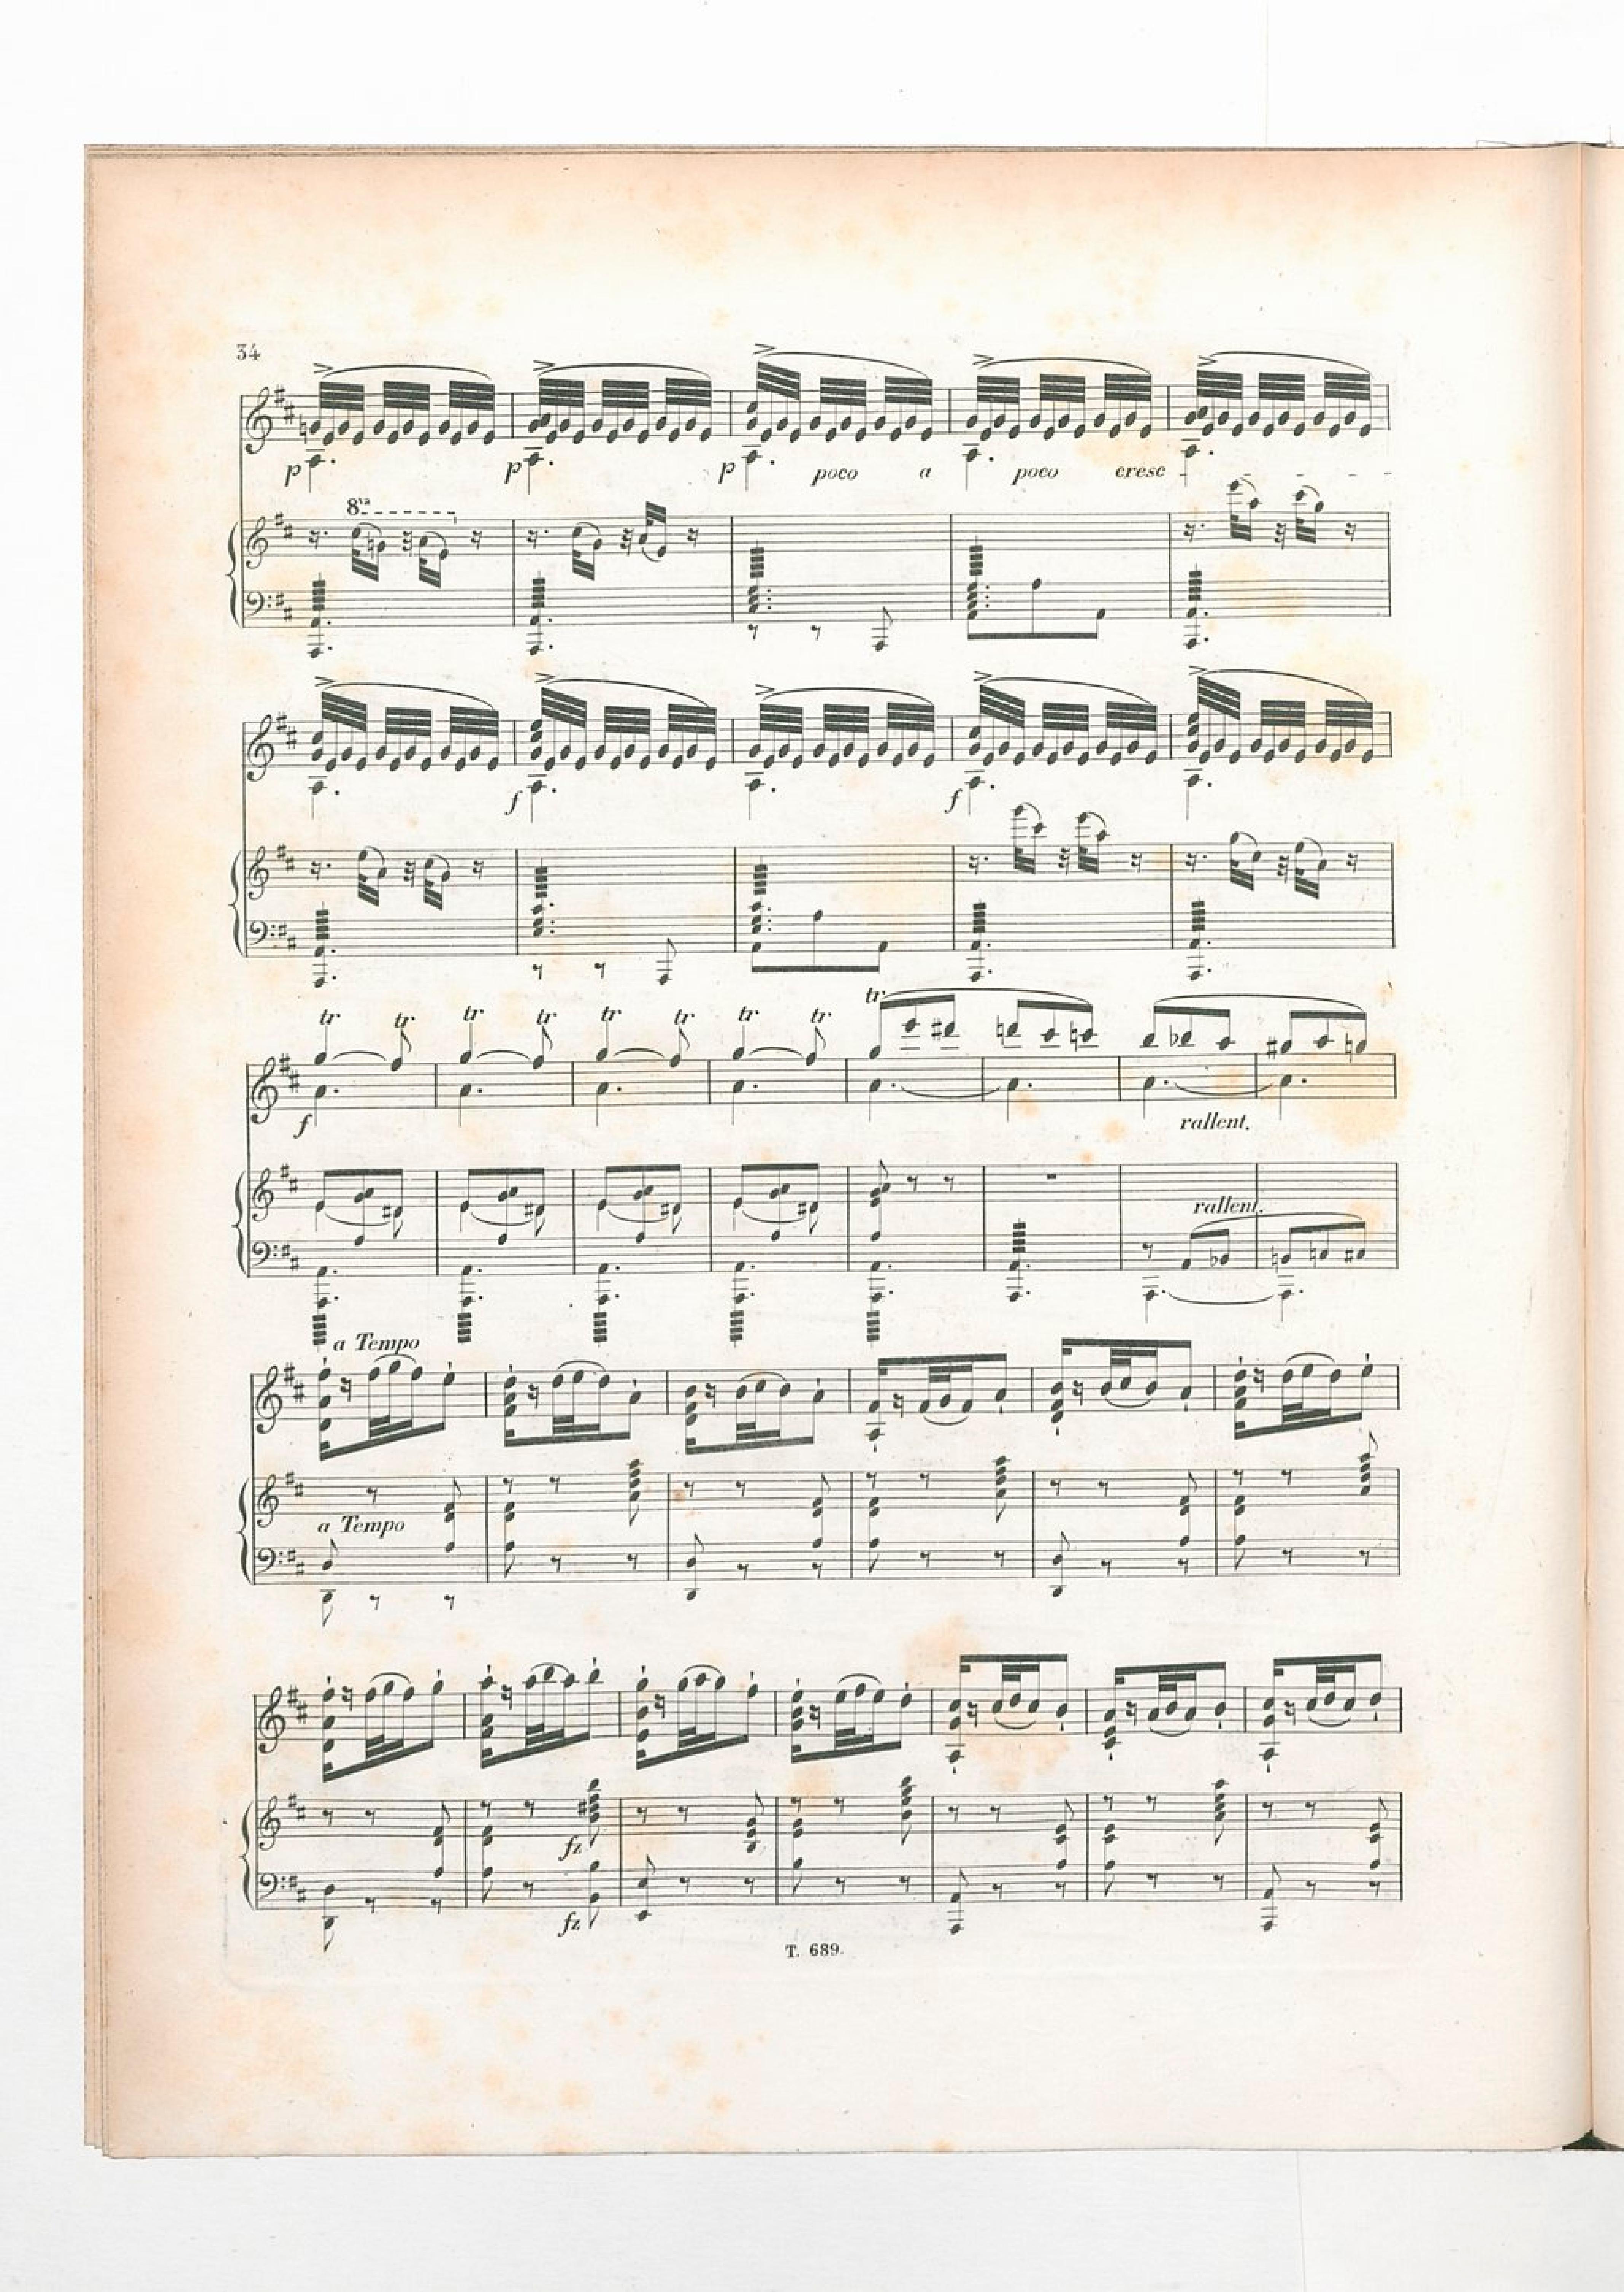 34
p p p poco a poco cresc
8va
f f
tr tr tr tr tr tr tr tr tr
f rallent.
rallent.
a Tempo
a Tempo
fz
fz
T. 689.